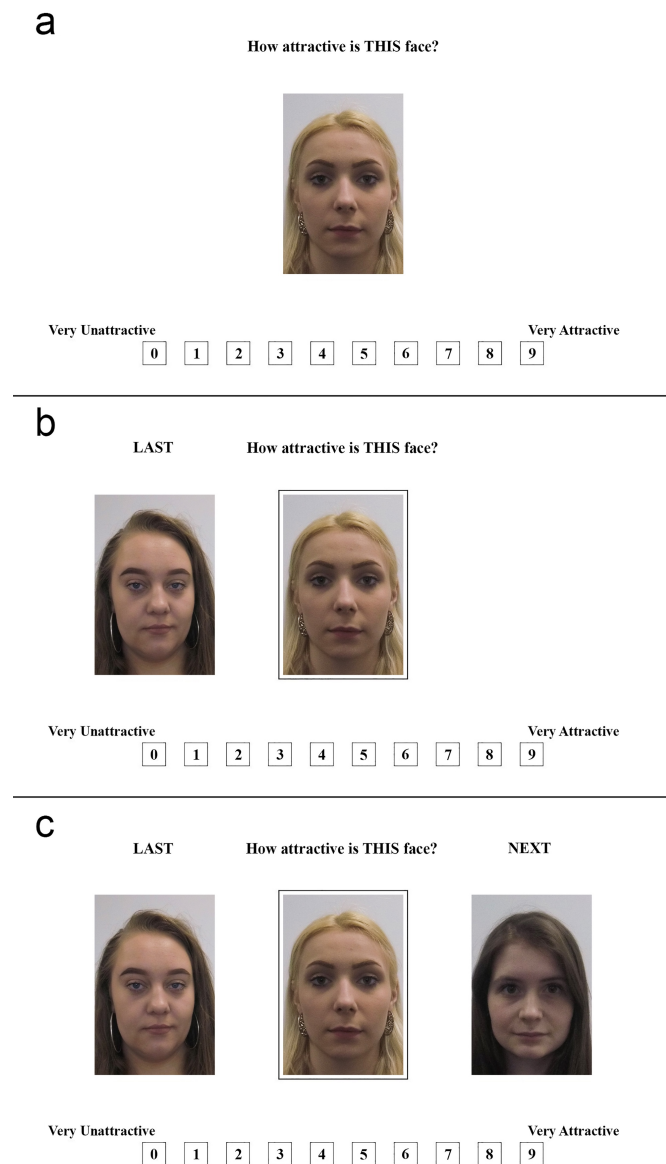 a
How attractive is THIS face?
Very Unattractive Very Attractive
0 1 2 3 4 5 6 7 8 9
b
LAST How attractive is THIS face?
Very Unattractive Very Attractive
0 1 2 3 4 5 6 7 8 9
c
LAST How attractive is THIS face? NEXT
Very Unattractive Very Attractive
0 1 2 3 4 5 6 7 8 9